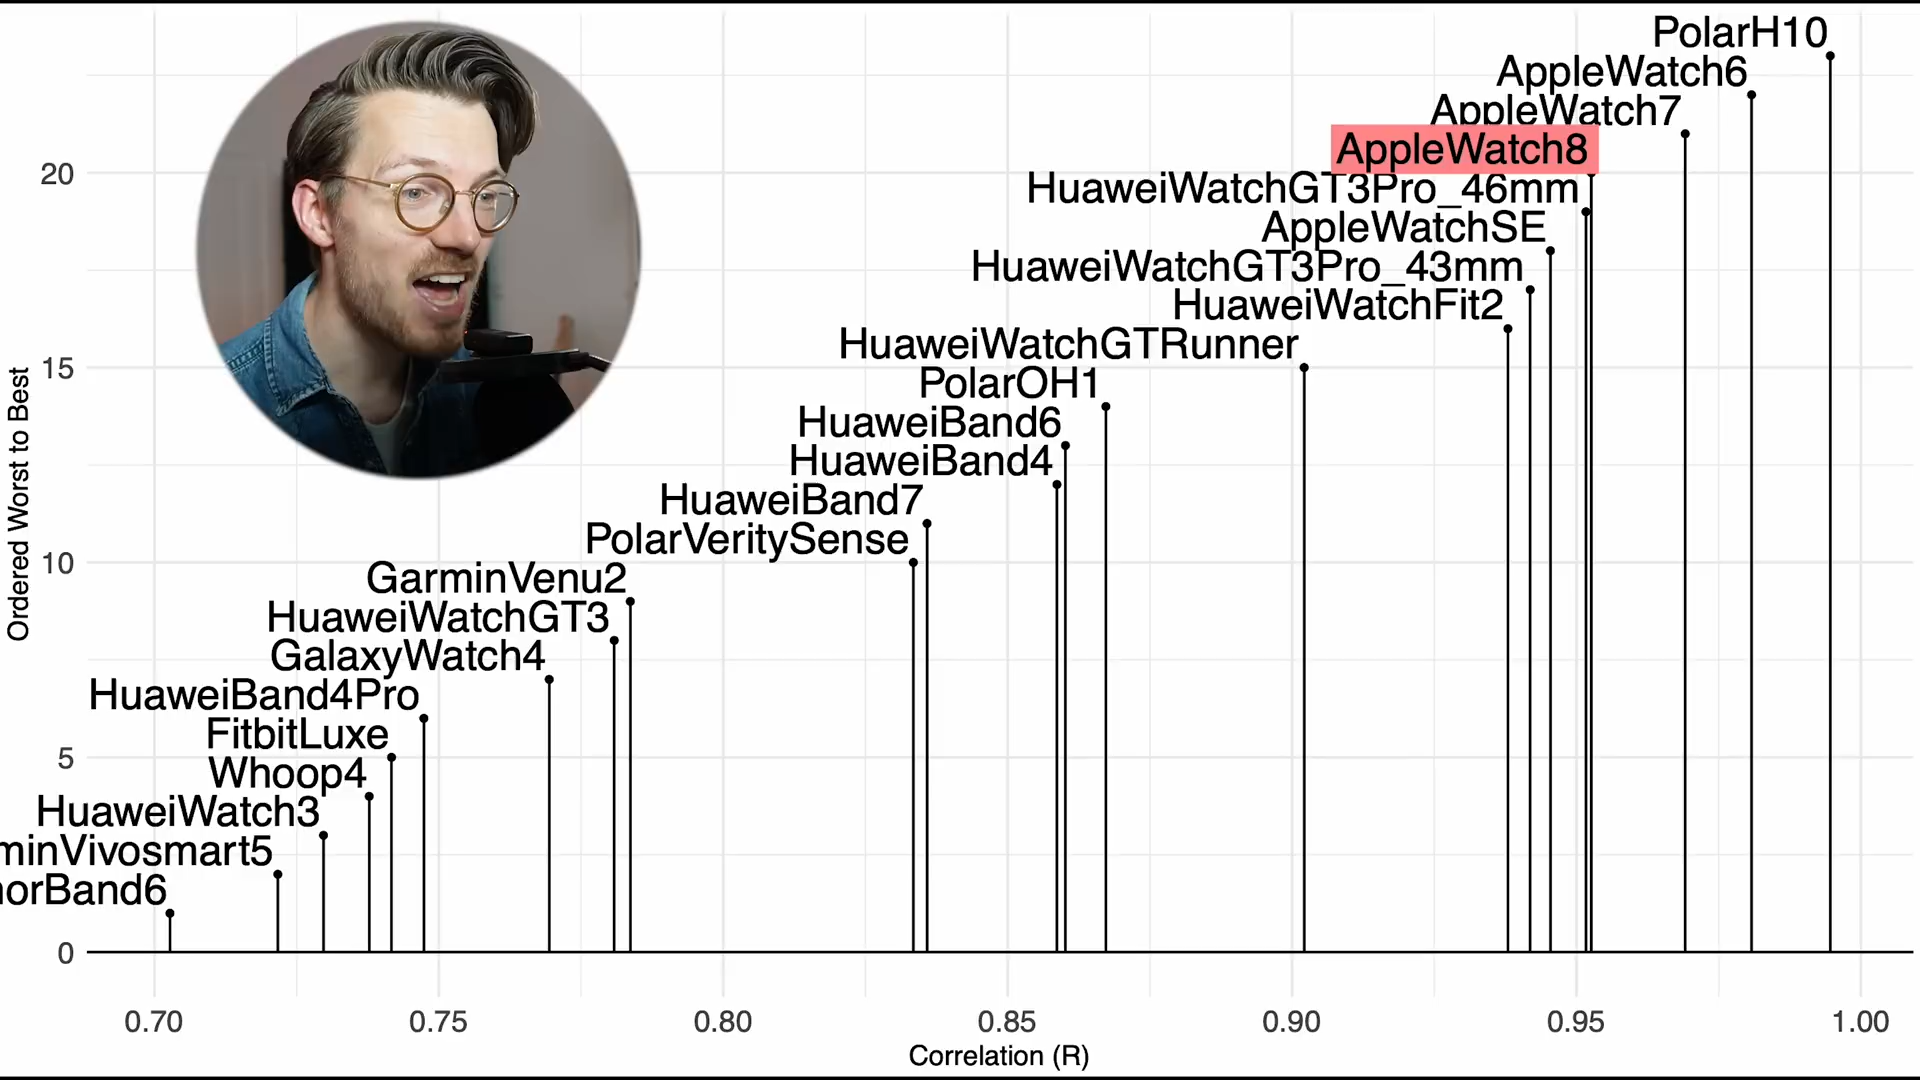 PolarH10
AppleWatch6
AppleWatch7
AppleWatch8
HuaweiWatchGT3Pro_46mm
AppleWatchSE
HuaweiWatchGT3Pro_43mm
HuaweiWatchFit2
HuaweiWatchGTRunner
PolarOH1
HuaweiBand6
HuaweiBand4
HuaweiBand7
PolarVeritySense
GarminVenu2
HuaweiWatchGT3
GalaxyWatch4
HuaweiBand4Pro
FitbitLuxe
Whoop4
HuaweiWatch3
minVivosmart5
norBand6
Ordered Worst to Best
20
15
10
5
0
0.70 0.75 0.80 0.85 0.90 0.95 1.00
Correlation (R)